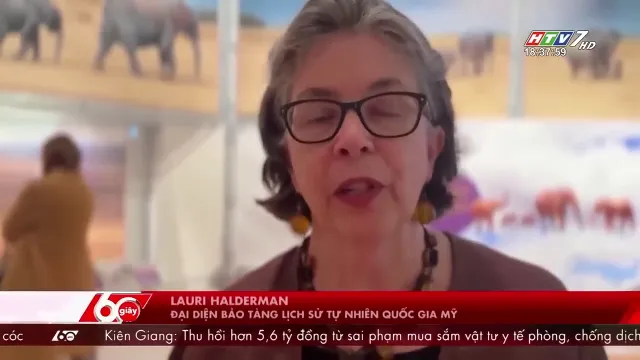 HTV7 HD
18:37:59
LAURI HALDERMAN
60 giây
ĐẠI DIỆN BẢO TÀNG LỊCH SỬ TỰ NHIÊN QUỐC GIA MỸ
cóc 60 Kiên Giang: Thu hồi hơn 5,6 tỷ đồng từ sai phạm mua sắm vật tư y tế phòng, chống dịch